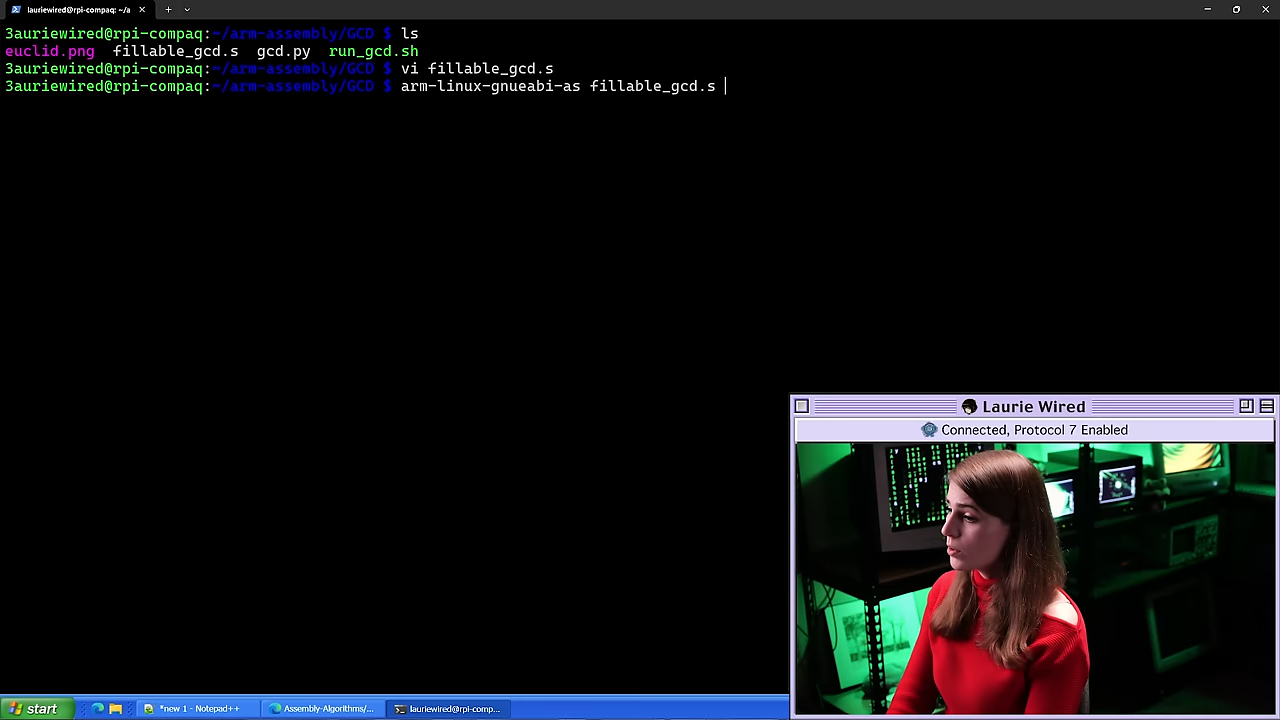 lauriewired@rpi-compaq: ~/a
3auriewired@rpi-compaq:~/arm-assembly/GCD $ ls
euclid.png fillable_gcd.s gcd.py run_gcd.sh
3auriewired@rpi-compaq:~/arm-assembly/GCD $ vi fillable_gcd.s
3auriewired@rpi-compaq:~/arm-assembly/GCD $ arm-linux-gnueabi-as fillable_gcd.s
Laurie Wired
Connected, Protocol 7 Enabled
start
*new 1 - Notepad++
Assembly-Algorithms/...
lauriewired@rpi-comp...